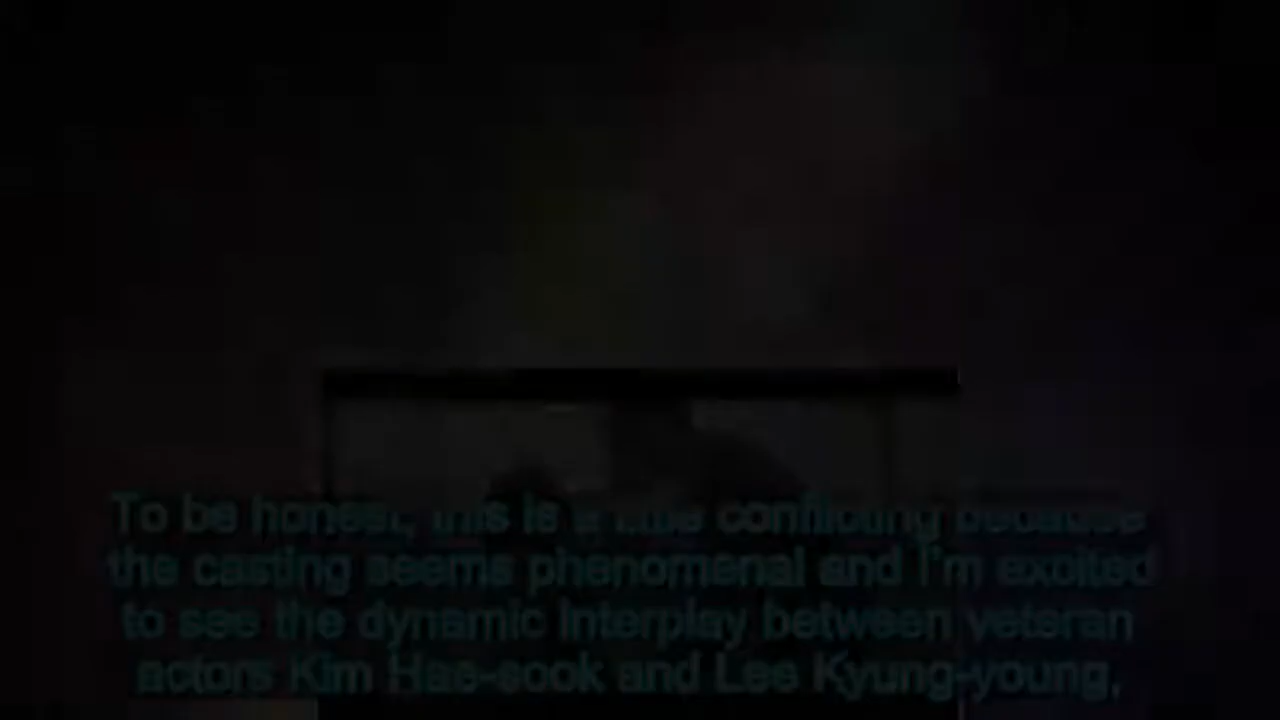 To be honest, this is a little conflicting because
the casting seems phenomenal and I'm excited
to see the dynamic interplay between veteran
actors Kim Hae-sook and Lee Kyung-young,